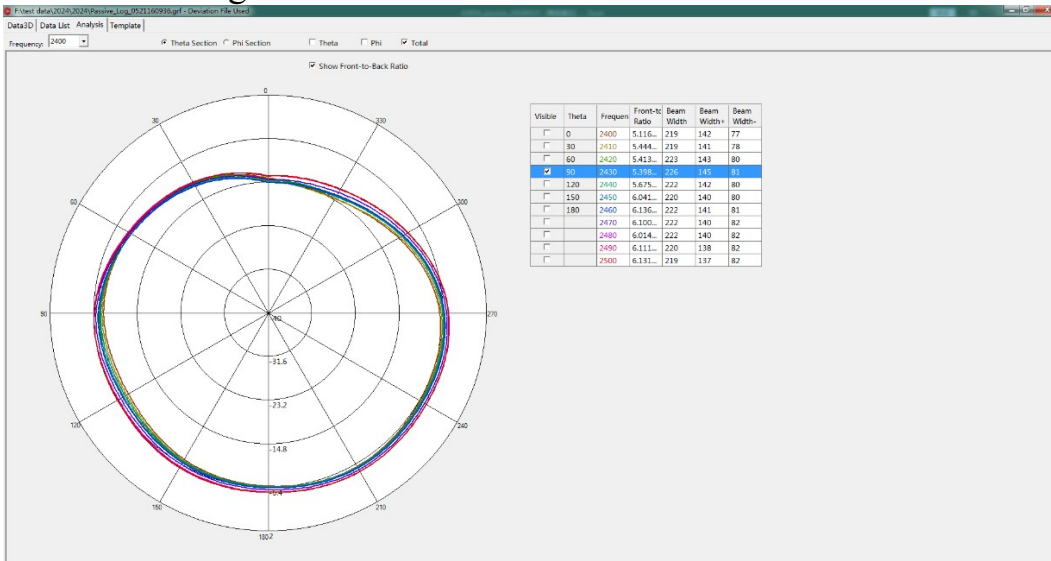 F:\test data\2024\2024\Passive_Log_0521160936.grf - Deviation File Used
Data3D Data List Analysis Template
Frequency: 2400 Theta Section Phi Section Theta Phi Total
Show Front-to-Back Ratio
0
30 330
60 300
90 270
120 240
150 210
180
-40
-31.6
-23.2
-14.8
-6.4
2
Visible Theta Frequen Front-tc Ratio Beam Width Beam Width+ Beam Width-
0 2400 5.116... 219 142 77
30 2410 5.444... 219 141 78
60 2420 5.413... 223 143 80
90 2430 5.398... 226 145 81
120 2440 5.675... 222 142 80
150 2450 6.041... 220 140 80
180 2460 6.136... 222 141 81
2470 6.100... 222 140 82
2480 6.014... 222 140 82
2490 6.111... 220 138 82
2500 6.131... 219 137 82